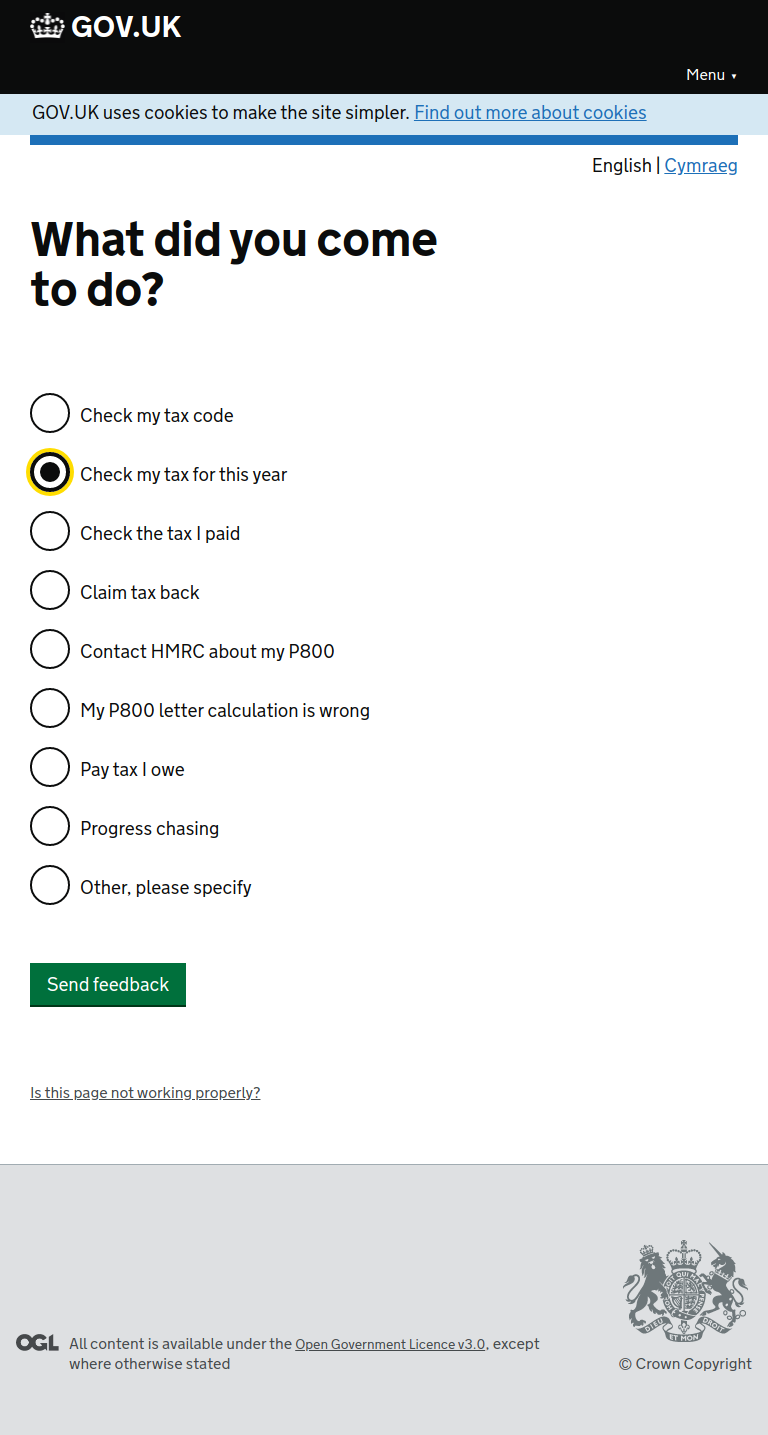 GOV.UK
Menu ▼
GOV.UK uses cookies to make the site simpler. Find out more about cookies
English | Cymraeg
What did you come
to do?
Check my tax code
Check my tax for this year
Check the tax I paid
Claim tax back
Contact HMRC about my P800
My P800 letter calculation is wrong
Pay tax I owe
Progress chasing
Other, please specify
Send feedback
Is this page not working properly?
OGL
All content is available under the Open Government Licence v3.0, except
where otherwise stated
DIEU ET MON DROIT
© Crown Copyright